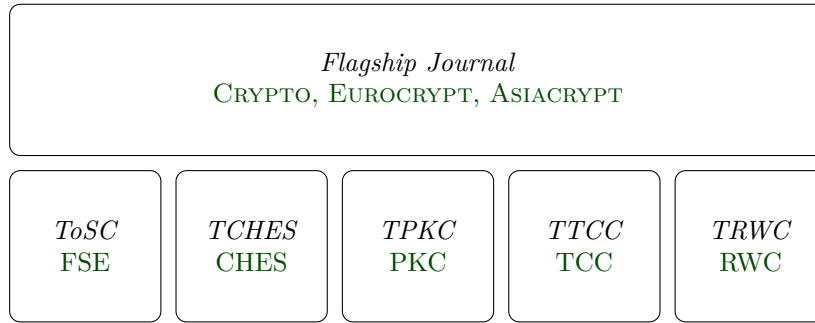 Flagship Journal
Crypto, Eurocrypt, Asiacrypt
ToSC
FSE
TCHES
CHES
TPKC
PKC
TTCC
TCC
TRWC
RWC